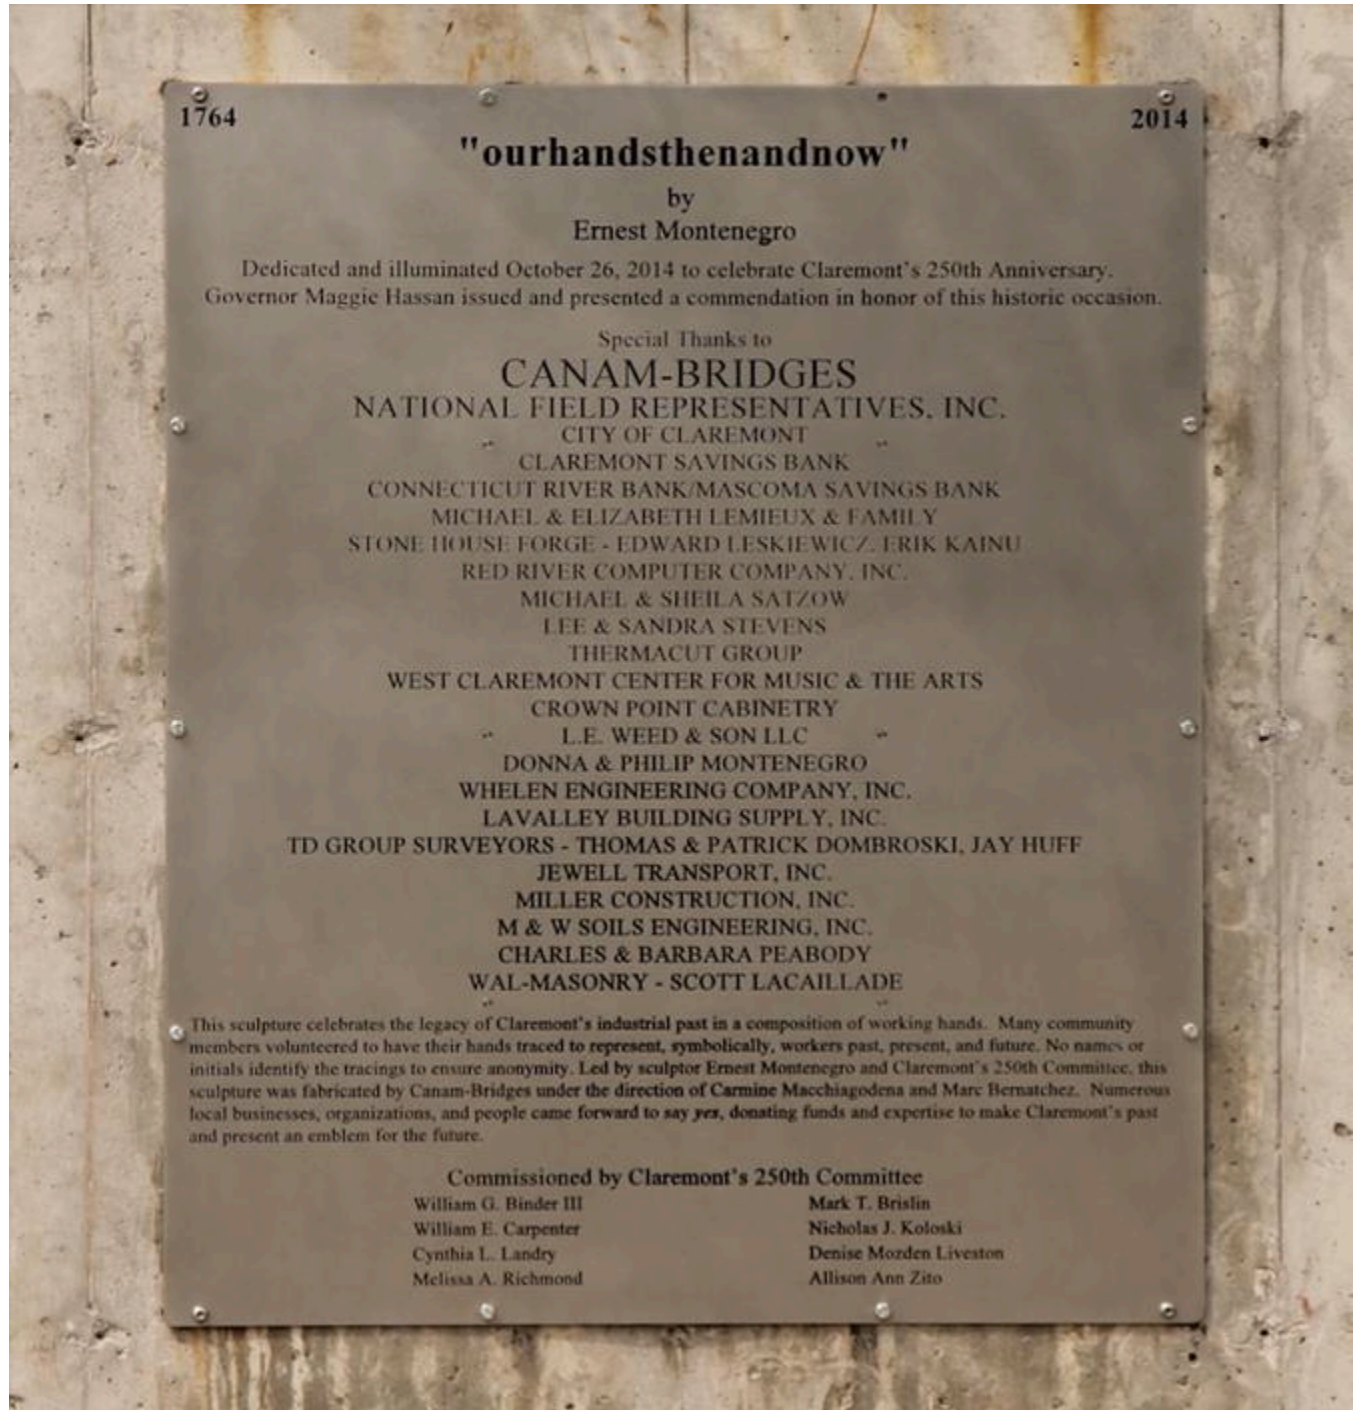 1764 2014
"ourhandsthenandnow"
by
Ernest Montenegro
Dedicated and illuminated October 26, 2014 to celebrate Claremont's 250th Anniversary.
Governor Maggie Hassan issued and presented a commendation in honor of this historic occasion.
Special Thanks to
CANAM-BRIDGES
NATIONAL FIELD REPRESENTATIVES, INC.
CITY OF CLAREMONT
CLAREMONT SAVINGS BANK
CONNECTICUT RIVER BANK/MASCOMA SAVINGS BANK
MICHAEL & ELIZABETH LEMIEUX & FAMILY
STONE HOUSE FORGE - EDWARD LESKIEWICZ, ERIK KAINU
RED RIVER COMPUTER COMPANY, INC.
MICHAEL & SHEILA SATZOW
LEE & SANDRA STEVENS
THERMACUT GROUP
WEST CLAREMONT CENTER FOR MUSIC & THE ARTS
CROWN POINT CABINETRY
L.E. WEED & SON LLC
DONNA & PHILIP MONTENEGRO
WHELEN ENGINEERING COMPANY, INC.
LAVALLEY BUILDING SUPPLY, INC.
TD GROUP SURVEYORS - THOMAS & PATRICK DOMBROSKI, JAY HUFF
JEWELL TRANSPORT, INC.
MILLER CONSTRUCTION, INC.
M & W SOILS ENGINEERING, INC.
CHARLES & BARBARA PEABODY
WAL-MASONRY - SCOTT LACAILLADE
This sculpture celebrates the legacy of Claremont's industrial past in a composition of working hands. Many community
members volunteered to have their hands traced to represent, symbolically, workers past, present, and future. No names or
initials identify the tracings to ensure anonymity. Led by sculptor Ernest Montenegro and Claremont's 250th Committee, this
sculpture was fabricated by Canam-Bridges under the direction of Carmine Macchiagodena and Marc Bernatchez. Numerous
local businesses, organizations, and people came forward to say yes, donating funds and expertise to make Claremont's past
and present an emblem for the future.
Commissioned by Claremont's 250th Committee
William G. Binder III Mark T. Brislin
William E. Carpenter Nicholas J. Koloski
Cynthia L. Landry Denise Mozden Liveston
Melissa A. Richmond Allison Ann Zito